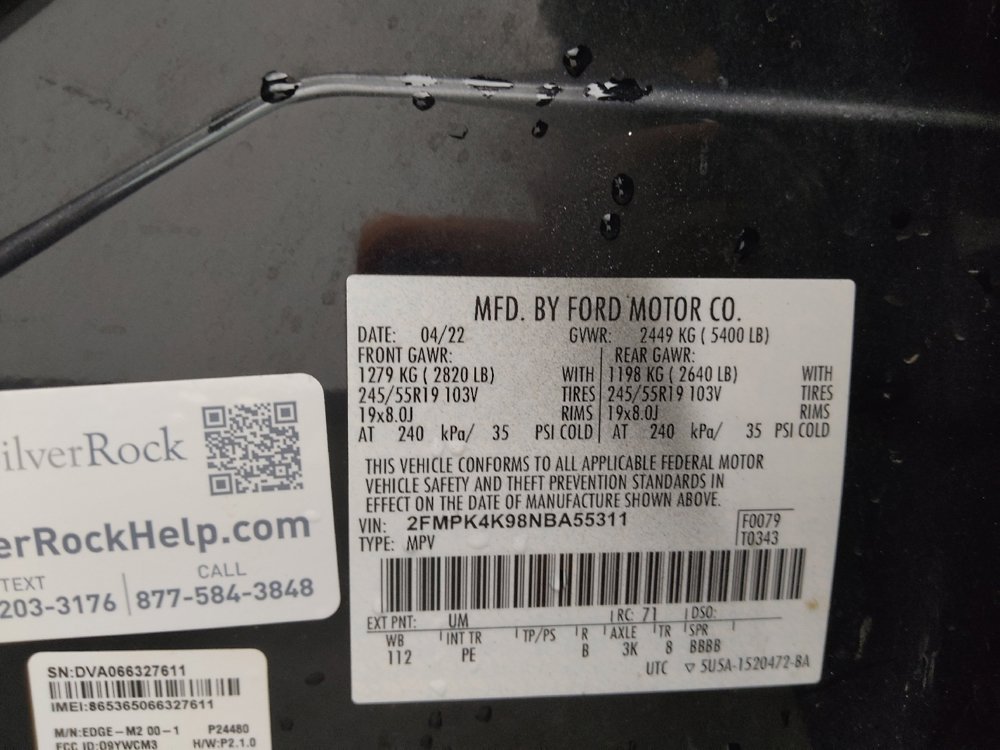 MFD. BY FORD MOTOR CO.
DATE: 04/22 GVWR: 2449 KG ( 5400 LB)
FRONT GAWR: REAR GAWR:
1279 KG ( 2820 LB) WITH 1198 KG ( 2640 LB) WITH
245/55R19 103V TIRES 245/55R19 103V TIRES
19x8.0J RIMS 19x8.0J RIMS
AT 240 kPa/ 35 PSI COLD AT 240 kPa/ 35 PSI COLD
THIS VEHICLE CONFORMS TO ALL APPLICABLE FEDERAL MOTOR
VEHICLE SAFETY AND THEFT PREVENTION STANDARDS IN
EFFECT ON THE DATE OF MANUFACTURE SHOWN ABOVE.
VIN: 2FMPK4K98NBA55311 F0079
TYPE: MPV T0343
EXT PNT: UM RC: 71 DSO:
WB INT TR TP/PS R AXLE TR SPR
112 PE B 3K 8 BBBB
UTC ▽ 5U5A-1520472-BA
ilverRock
erRockHelp.com
TEXT CALL
203-3176 877-584-3848
SN:DVA066327611
IMEI:865365066327611
M/N:EDGE-M2 00-1 P24480
FCC ID:O9YWCM3 H/W:P2.1.0